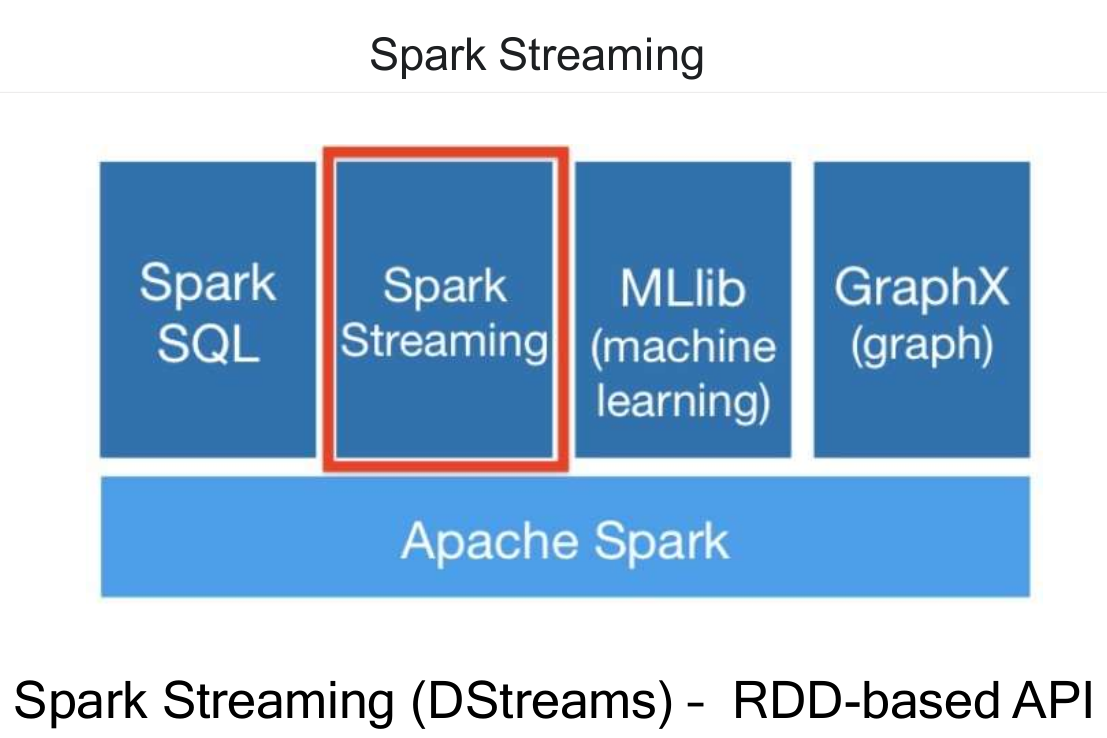 Spark Streaming
Spark
SQL
Spark
Streaming
MLlib
(machine
learning)
GraphX
(graph)
Apache Spark
Spark Streaming (DStreams) – RDD-based API